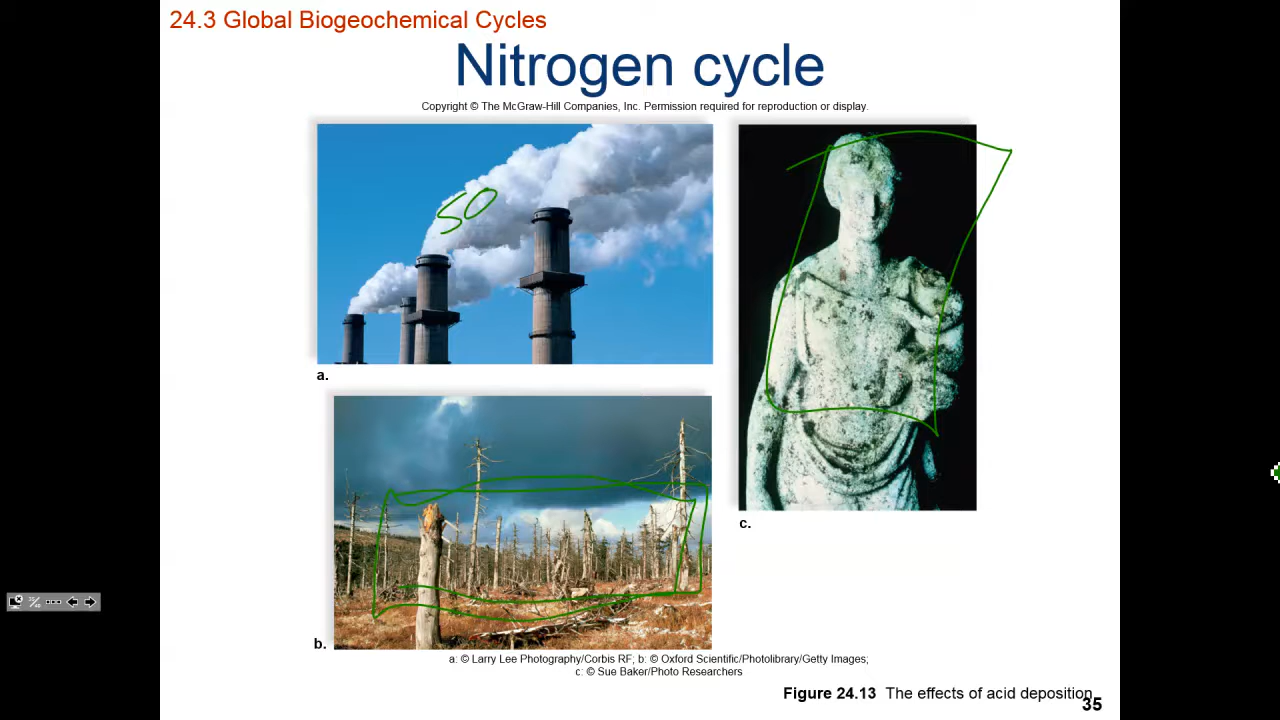 24.3 Global Biogeochemical Cycles
Nitrogen cycle
Copyright © The McGraw-Hill Companies, Inc. Permission required for reproduction or display.
SO
a.
b.
c.
a: © Larry Lee Photography/Corbis RF; b: © Oxford Scientific/Photolibrary/Getty Images;
c: © Sue Baker/Photo Researchers
Figure 24.13 The effects of acid deposition
35